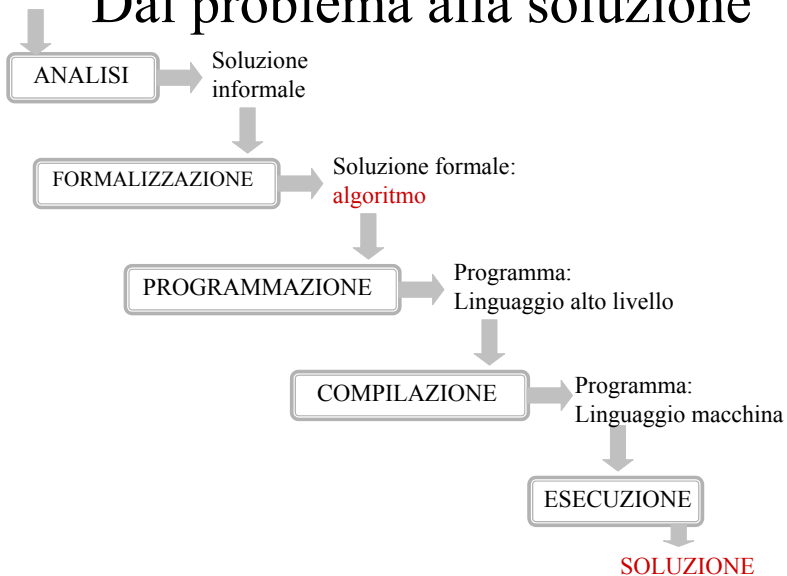 Dal problema alla soluzione
ANALISI
Soluzione
informale
FORMALIZZAZIONE
Soluzione formale:
algoritmo
PROGRAMMAZIONE
Programma:
Linguaggio alto livello
COMPILAZIONE
Programma:
Linguaggio macchina
ESECUZIONE
SOLUZIONE